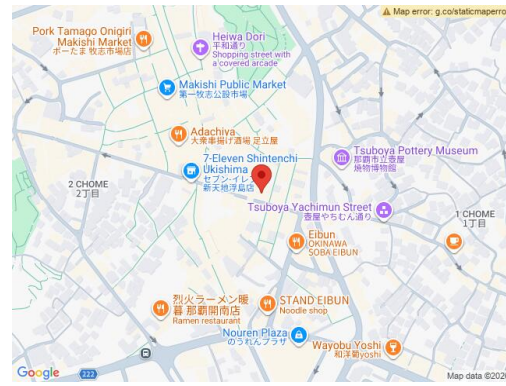 Map error: g.co/staticmaperro
Pork Tamago Onigiri
Makishi Market
ポーたま 牧志市場店
Heiwa Dori
平和通り
Shopping street with
a covered arcade
Makishi Public Market
第一牧志公設市場
Adachiya
大衆串揚げ酒場 足立屋
7-Eleven Shintenchi
Ukishima
セブン-イレブ
新天地浮島店
Tsuboya Pottery Museum
那覇市立壺屋
焼物博物館
2 CHOME
2丁目
Tsuboya Yachimun Street
壺屋やちむん通り
1 CHOME
1丁目
Eibun
OKINAWA
SOBA EIBUN
烈火ラーメン暖
暮 那覇開南店
Ramen restaurant
STAND EIBUN
Noodle shop
Nouren Plaza
のうれんプラザ
Wayobu Yoshi
和洋菊yoshi
222
Google
Map data ©2026